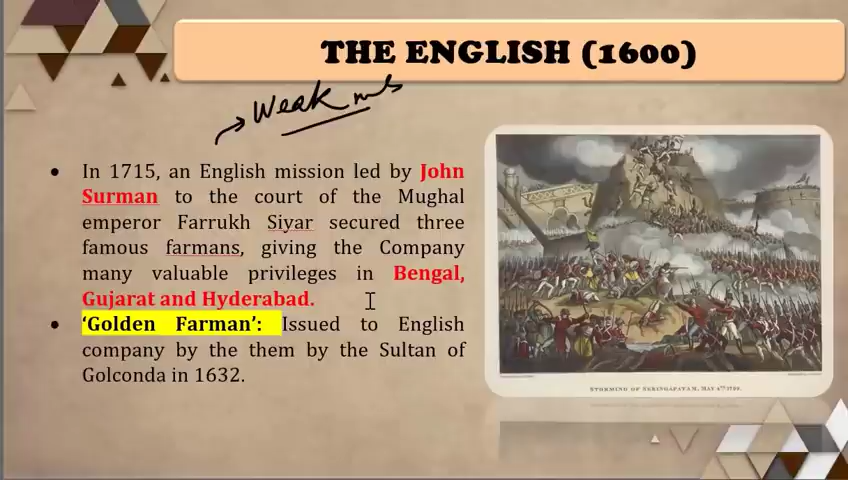 THE ENGLISH (1600)
→ Weak
• In 1715, an English mission led by John
Surman to the court of the Mughal
emperor Farrukh Siyar secured three
famous farmans, giving the Company
many valuable privileges in Bengal,
Gujarat and Hyderabad.
• ‘Golden Farman’: Issued to English
company by the them by the Sultan of
Golconda in 1632.
STORMING OF SERINGAPATAM, MAY 4TH 1799.